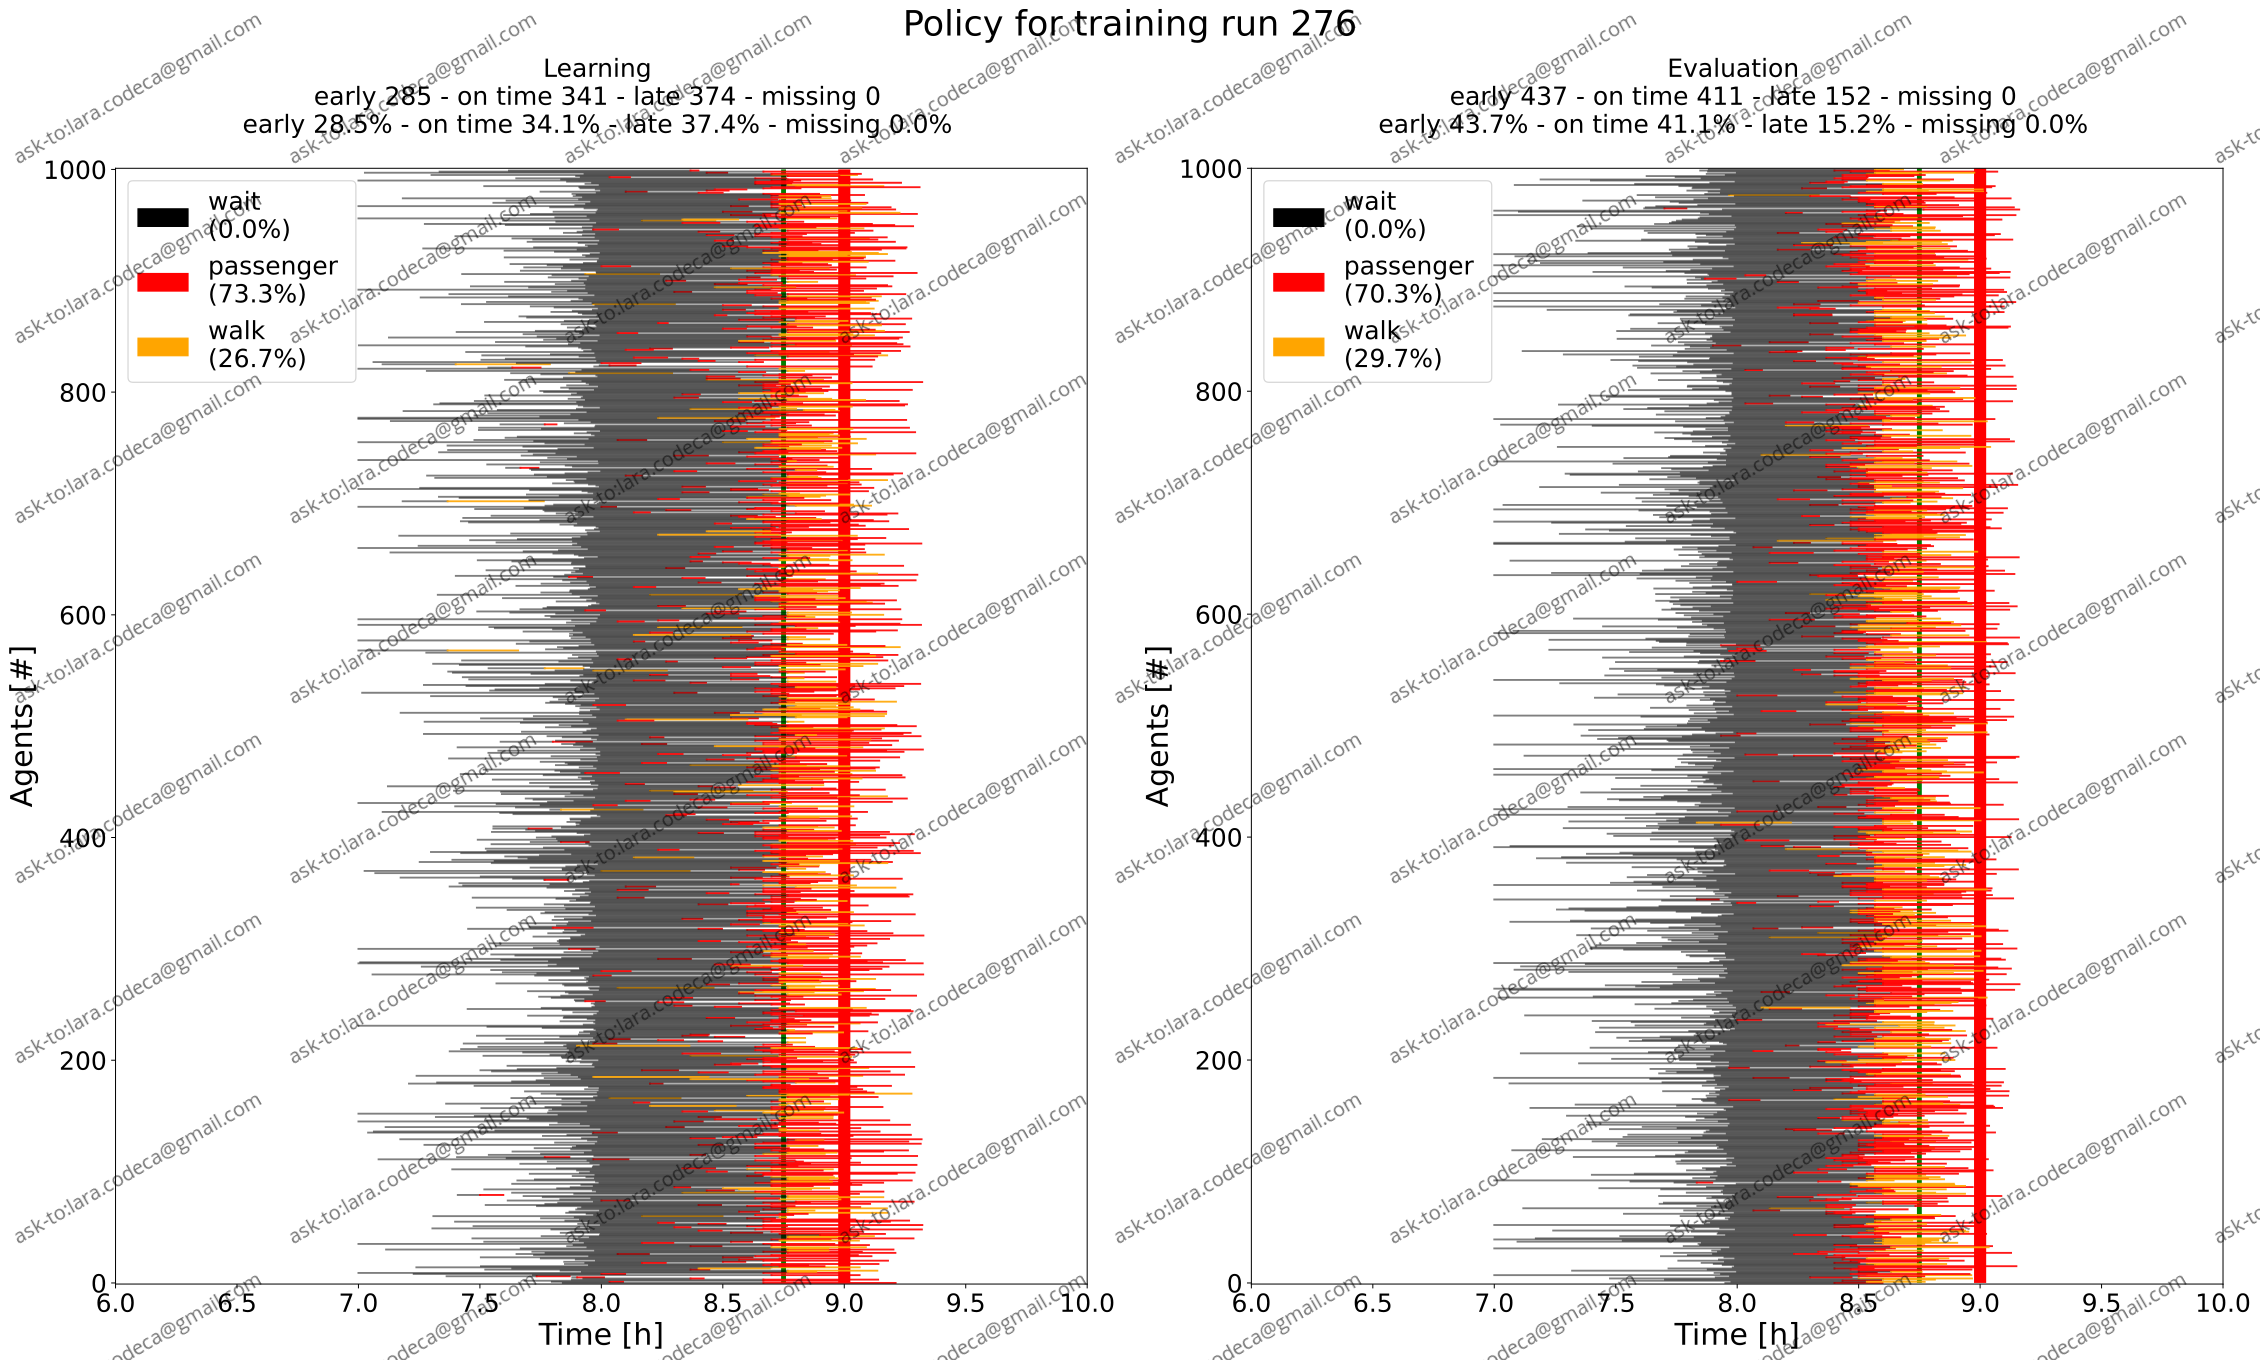 Policy for training run 276
Learning
early 285 - on time 341 - late 374 - missing 0
early 28.5% - on time 34.1% - late 37.4% - missing 0.0%
1000
800
600
400
200
0
Agents [#]
wait
(0.0%)
passenger
(73.3%)
walk
(26.7%)
6.0 6.5 7.0 7.5 8.0 8.5 9.0 9.5 10.0
Time [h]
Evaluation
early 437 - on time 411 - late 152 - missing 0
early 43.7% - on time 41.1% - late 15.2% - missing 0.0%
1000
800
600
400
200
0
Agents [#]
wait
(0.0%)
passenger
(70.3%)
walk
(29.7%)
6.0 6.5 7.0 7.5 8.0 8.5 9.0 9.5 10.0
Time [h]
ask-to:lara.codeca@gmail.com